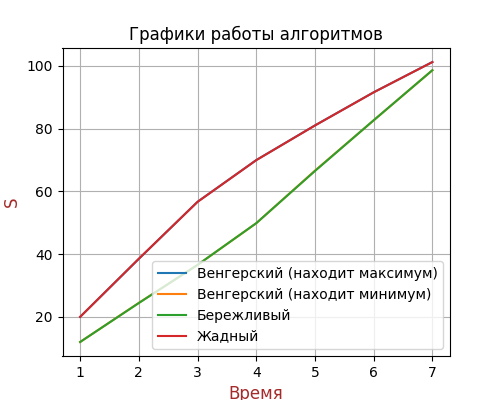 Графики работы алгоритмов
100
80
60
40
20
S
Венгерский (находит максимум)
Венгерский (находит минимум)
Бережливый
Жадный
1 2 3 4 5 6 7
Время